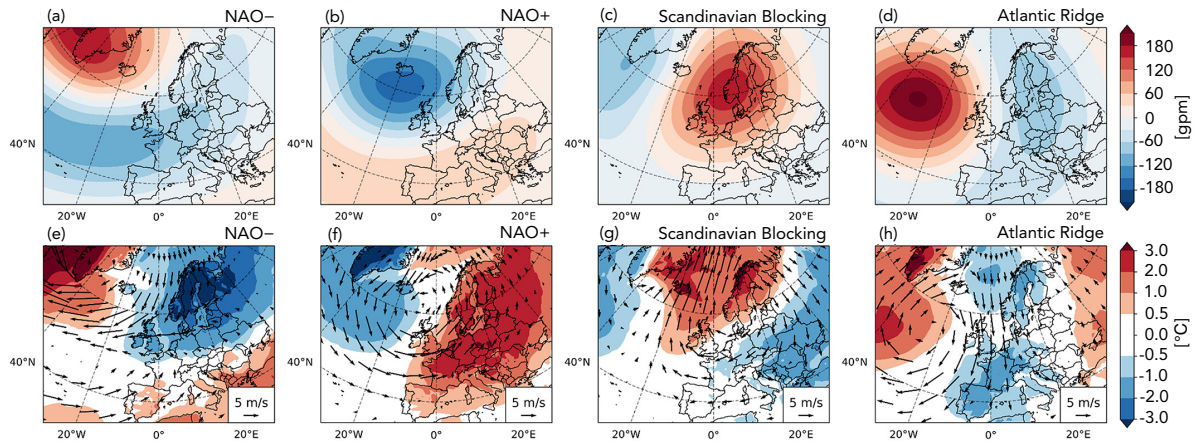 (a) NAO−
(b) NAO+
(c) Scandinavian Blocking
(d) Atlantic Ridge
180
120
60
0
-60
-120
-180
[gpm]
40°N
40°N
40°N
40°N
20°W 0° 20°E
20°W 0° 20°E
20°W 0° 20°E
20°W 0° 20°E
(e) NAO−
(f) NAO+
(g) Scandinavian Blocking
(h) Atlantic Ridge
3.0
2.0
1.0
0.5
0.0
-0.5
-1.0
-2.0
-3.0
[°C]
40°N
40°N
40°N
40°N
5 m/s
5 m/s
5 m/s
5 m/s
20°W 0° 20°E
20°W 0° 20°E
20°W 0° 20°E
20°W 0° 20°E